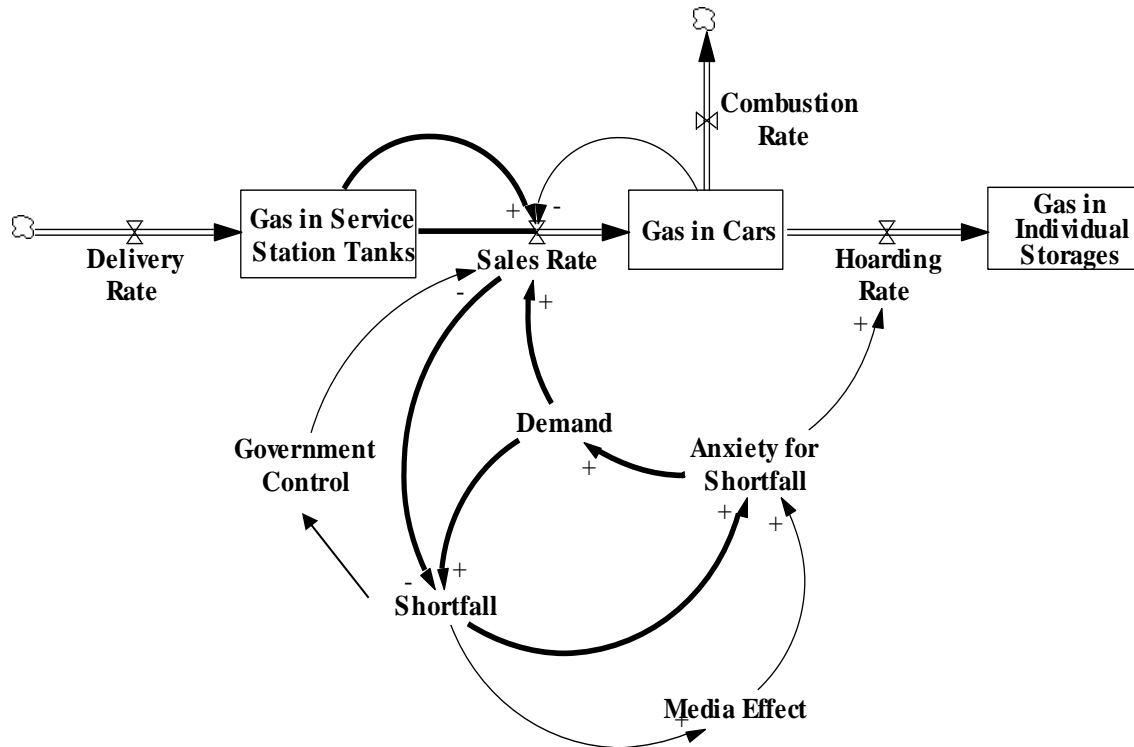 Combustion
Rate
Gas in Service
Station Tanks
+
-
Gas in Cars
Gas in
Individual
Storages
Delivery
Rate
Sales Rate
Hoarding
Rate
-
+
+
Demand
Government
Control
+
Anxiety for
Shortfall
+
+
-
+
Shortfall
+
Media Effect